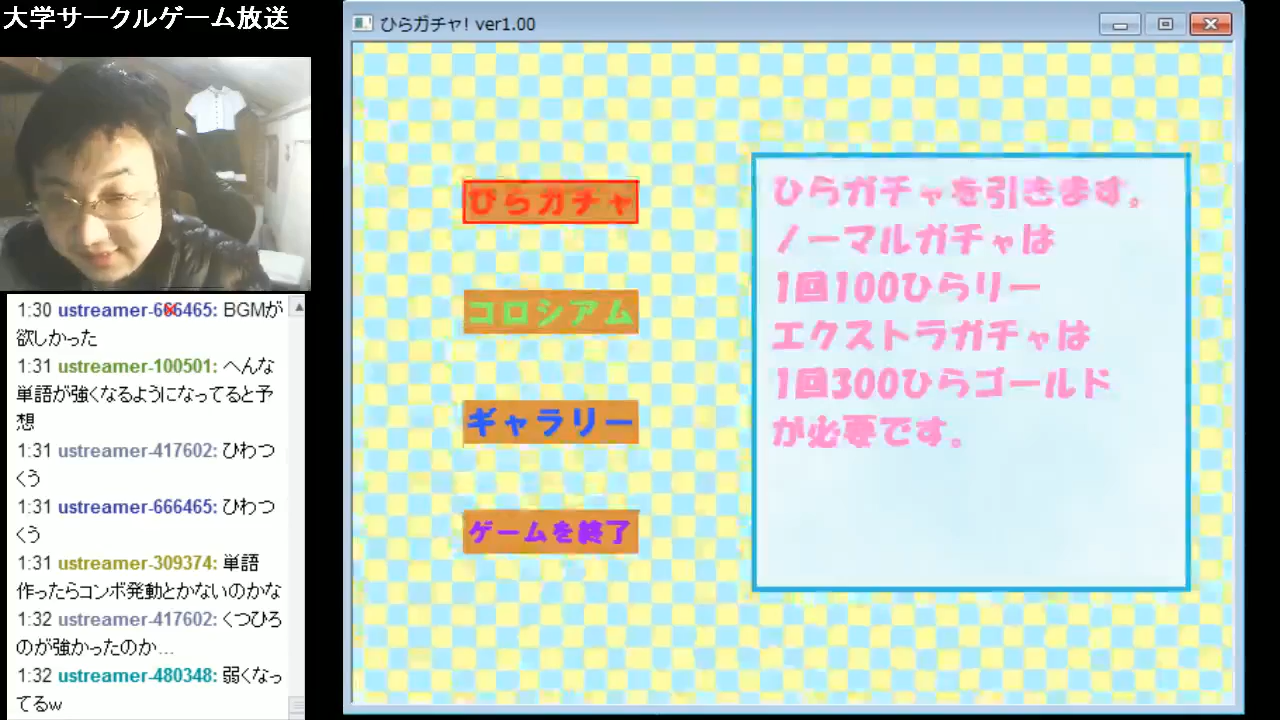 大学サークルゲーム放送
ひらガチャ! ver1.00
ひらガチャ
コロシアム
ギャラリー
ゲームを終了
ひらガチャを引きます。
ノーマルガチャは
1回100ひらリー
エクストラガチャは
1回300ひらゴールド
が必要です。
1:30 ustreamer-666465: BGMが
欲しかった
1:31 ustreamer-100501: へんな
単語が強くなるようになってると予
想
1:31 ustreamer-417602: ひわつ
くう
1:31 ustreamer-666465: ひわつ
くう
1:31 ustreamer-309374: 単語
作ったらコンボ発動とかないのかな
1:32 ustreamer-417602: くつひろ
のが強かったのか...
1:32 ustreamer-480348: 弱くなっ
てるw